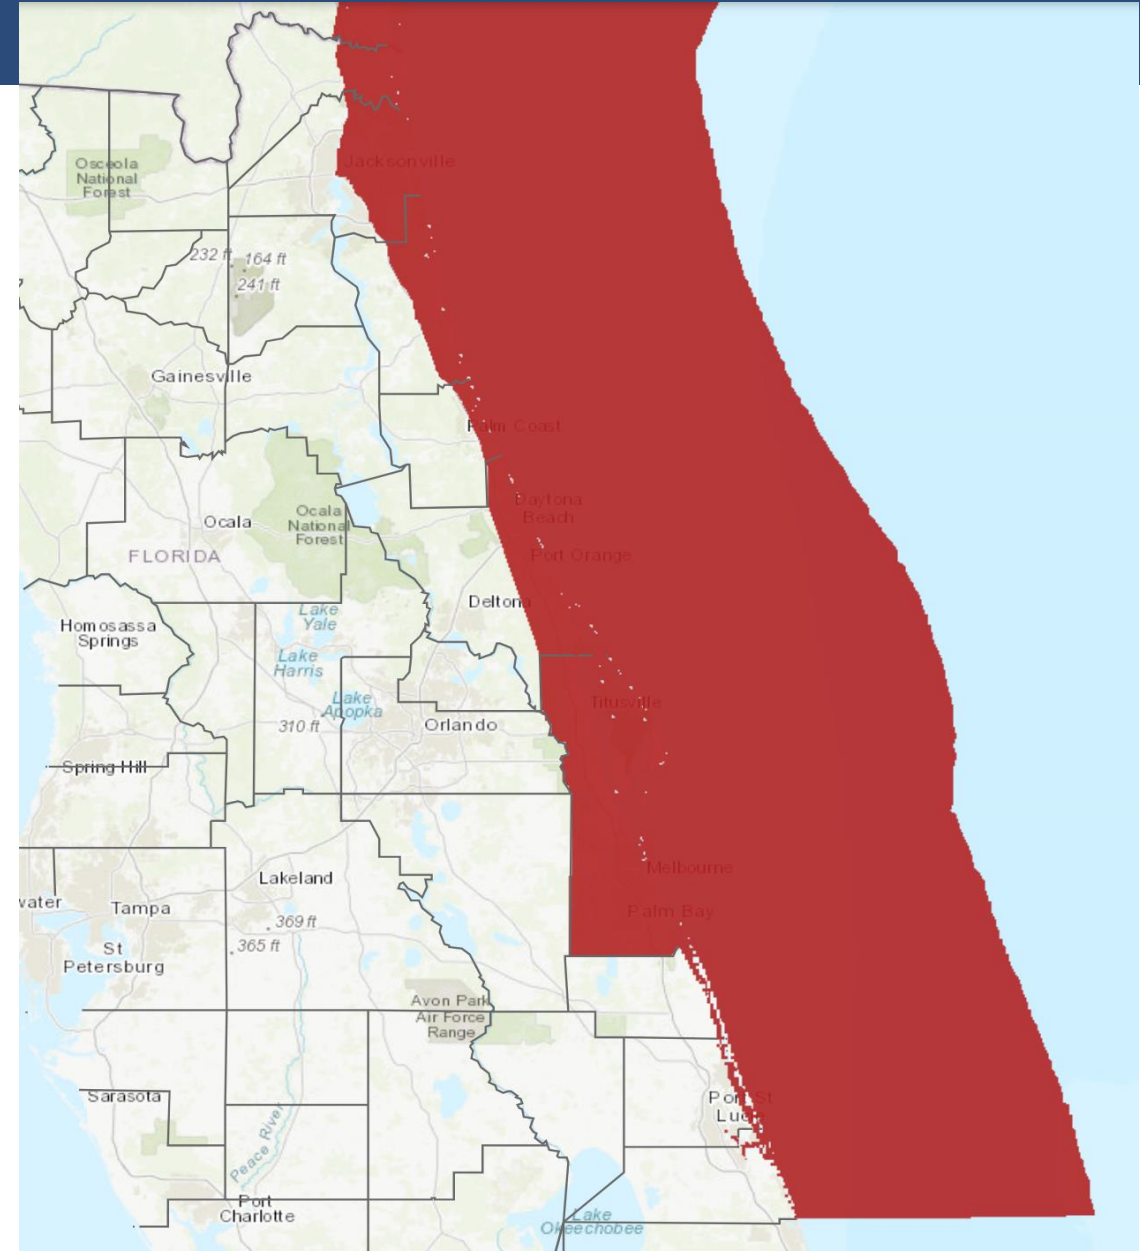 Jacksonville
Osceola
National
Forest
232 ft
164 ft
241 ft
Gainesville
Palm Coast
Daytona
Beach
Ocala
Ocala
National
Forest
FLORIDA
Port Orange
Deltona
Lake
Yale
Homosassa
Springs
Lake
Harris
Lake
Apopka
Titusville
310 ft
Orlando
Spring Hill
Melbourne
Lakeland
water
Tampa
Palm Bay
369 ft
365 ft
St
Petersburg
Avon Park
Air Force
Range
Sarasota
Port St
Lucie
Peace River
Port
Charlotte
Lake
Okeechobee